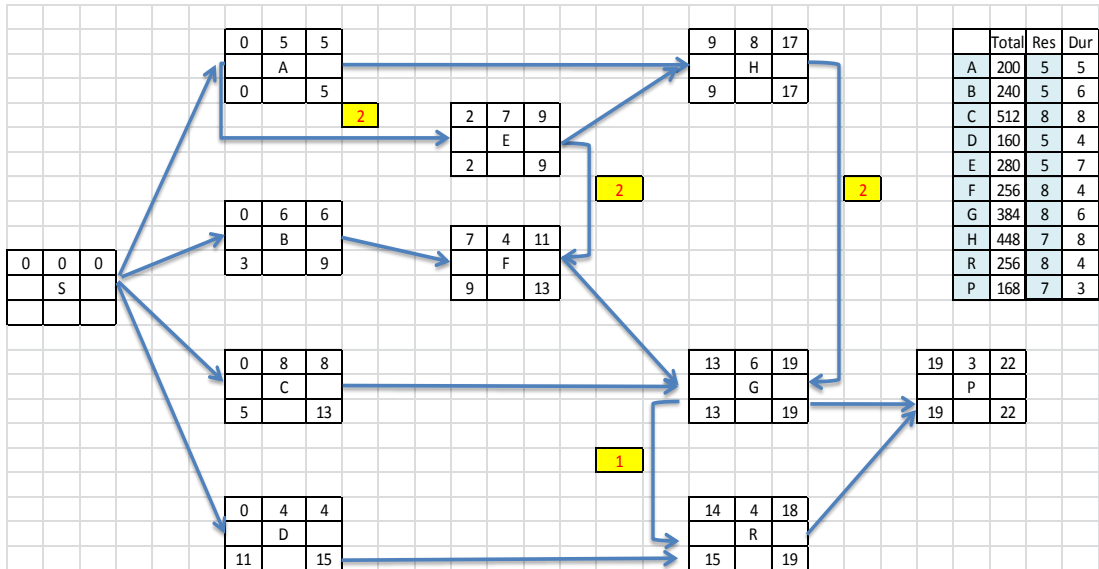 0 5 5
A
0 5
2
9 8 17
H
9 17
2 7 9
E
2 9
2
2
0 6 6
B
3 9
7 4 11
F
9 13
0 0 0
S
0 8 8
C
5 13
13 6 19
G
13 19
19 3 22
P
19 22
1
0 4 4
D
11 15
14 4 18
R
15 19
Total Res Dur
A 200 5 5
B 240 5 6
C 512 8 8
D 160 5 4
E 280 5 7
F 256 8 4
G 384 8 6
H 448 7 8
R 256 8 4
P 168 7 3